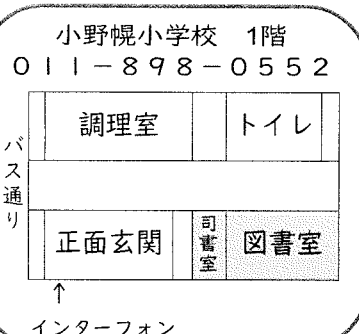 小野幌小学校 1階
011-898-0552
調理室
トイレ
バス通り
正面玄関
司書室
図書室
↑
インターフォン